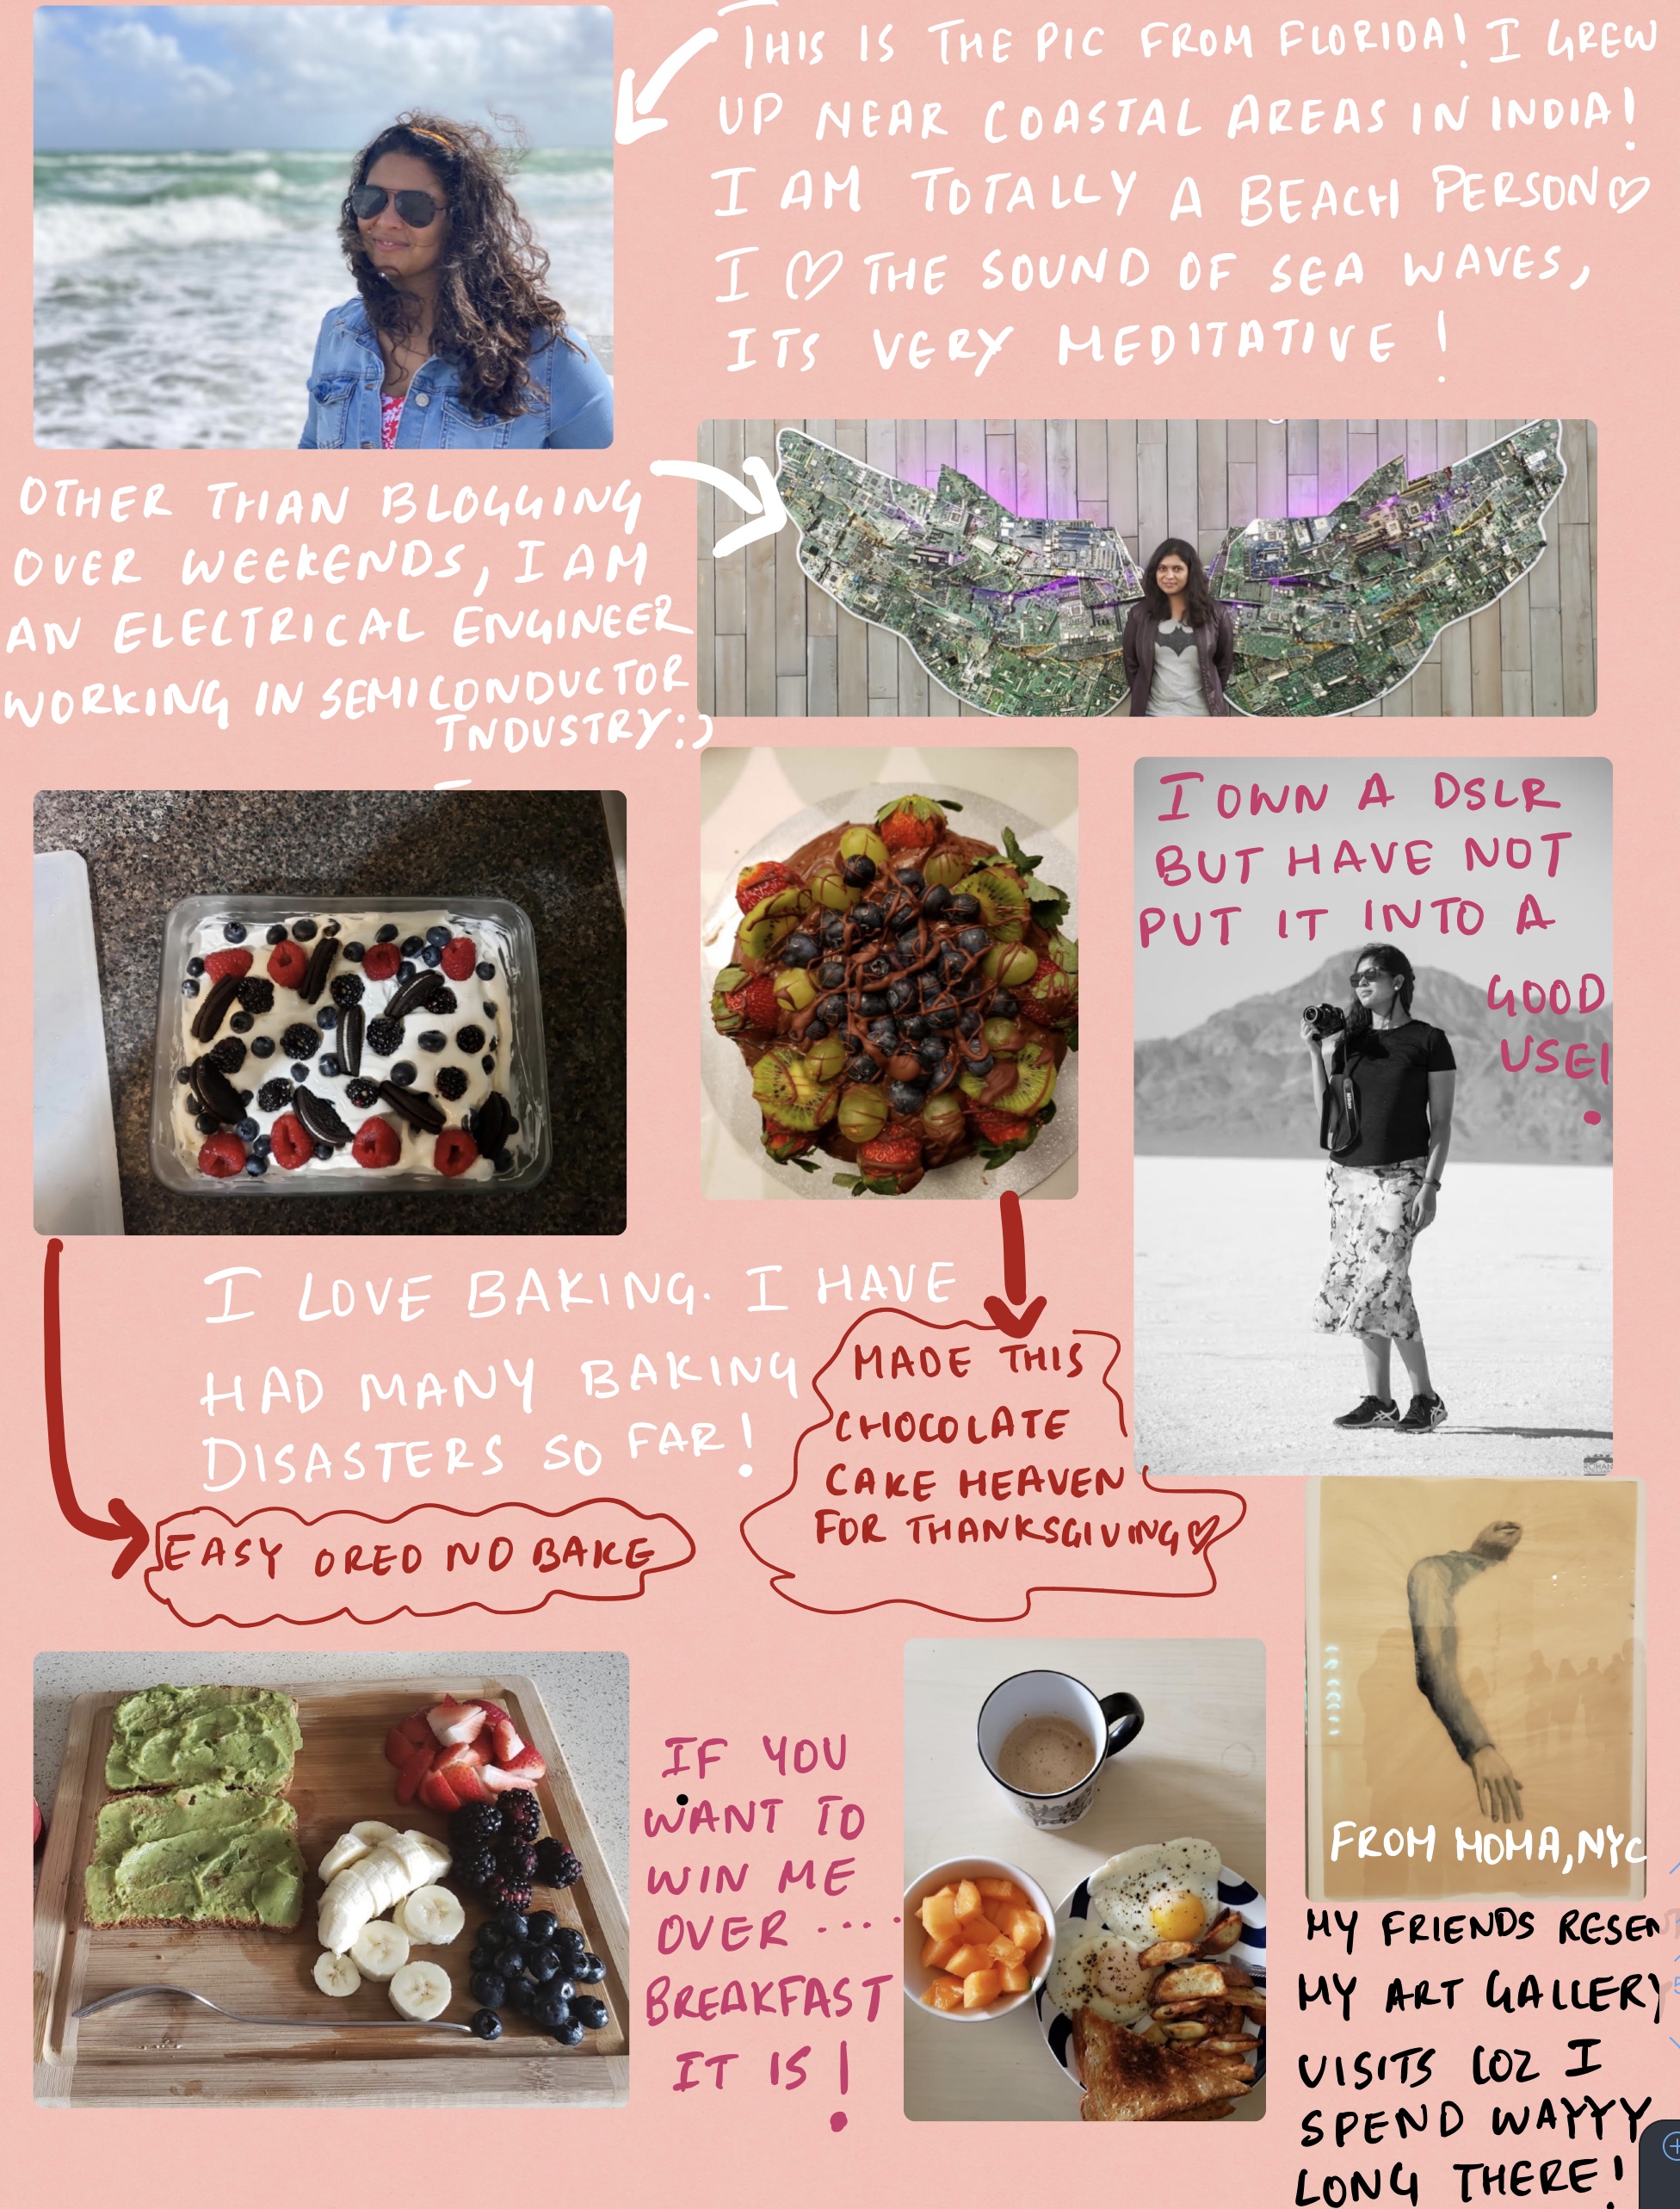 THIS IS THE PIC FROM FLORIDA! I GREW
UP NEAR COASTAL AREAS IN INDIA!
I AM TOTALLY A BEACH PERSON♡
I ♡ THE SOUND OF SEA WAVES,
ITS VERY MEDITATIVE!
OTHER THAN BLOGGING
OVER WEEKENDS, I AM
AN ELECTRICAL ENGINEER
WORKING IN SEMICONDUCTOR
INDUSTRY:)
I OWN A DSLR
BUT HAVE NOT
PUT IT INTO A
GOOD
USE!
I LOVE BAKING. I HAVE
HAD MANY BAKING
DISASTERS SO FAR!
MADE THIS
CHOCOLATE
CAKE HEAVEN
FOR THANKSGIVING♡
EASY OREO NO BAKE
IF YOU
WANT TO
WIN ME
OVER ....
BREAKFAST
IT IS!
FROM MOMA, NYC
MY FRIENDS RESEN
MY ART GALLERY
VISITS COZ I
SPEND WAYYY
LONG THERE!